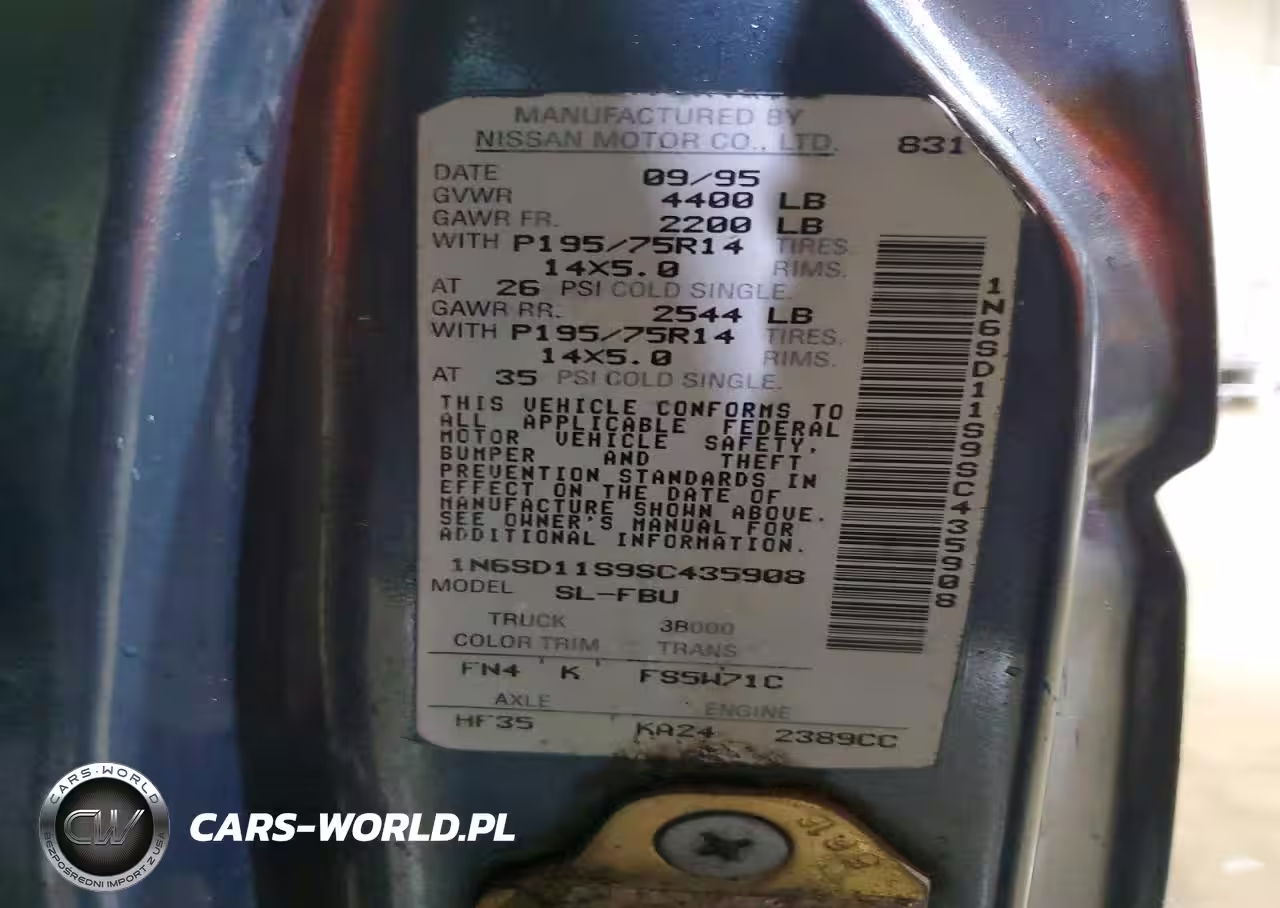 MANUFACTURED BY
NISSAN MOTOR CO., LTD. 831
DATE 09/95
GVWR 4400 LB
GAWR FR. 2200 LB
WITH P195/75R14 TIRES.
14X5.0 RIMS.
AT 26 PSI COLD SINGLE.
GAWR RR. 2544 LB
WITH P195/75R14 TIRES.
14X5.0 RIMS.
AT 35 PSI COLD SINGLE.
THIS VEHICLE CONFORMS TO
ALL APPLICABLE FEDERAL
MOTOR VEHICLE SAFETY,
BUMPER AND THEFT
PREVENTION STANDARDS IN
EFFECT ON THE DATE OF
MANUFACTURE SHOWN ABOVE.
SEE OWNER'S MANUAL FOR
ADDITIONAL INFORMATION.
1N6SD11S9SC435908
MODEL SL-FBU
TRUCK 3B000
COLOR TRIM TRANS
FN4 ' K ' FS5W71C
AXLE ENGINE
HF35 KA24 2389CC
1N6SD11S9SC435908
CARS-WORLD
CW
BEZPOŚREDNI IMPORT Z USA
CARS-WORLD.PL